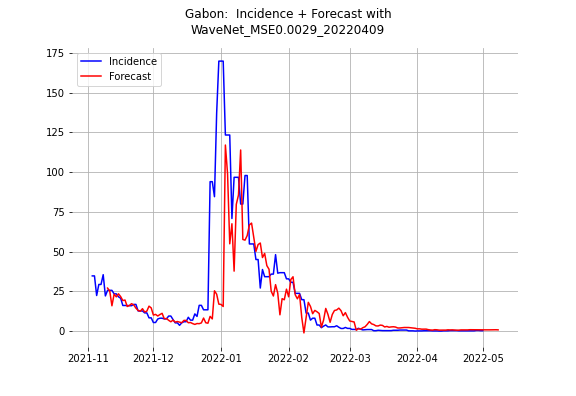 Gabon:  Incidence + Forecast with
WaveNet_MSE0.0029_20220409
175
150
125
100
75
50
25
0
Incidence
Forecast
2021-11 2021-12 2022-01 2022-02 2022-03 2022-04 2022-05